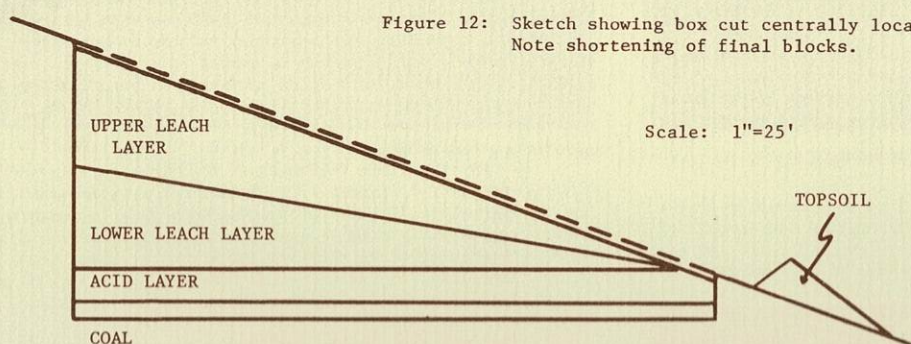 Figure 12: Sketch showing box cut centrally
Note shortening of final blocks.
Scale: 1"=25'
UPPER LEACH
LAYER
TOPSOIL
LOWER LEACH LAYER
ACID LAYER
COAL